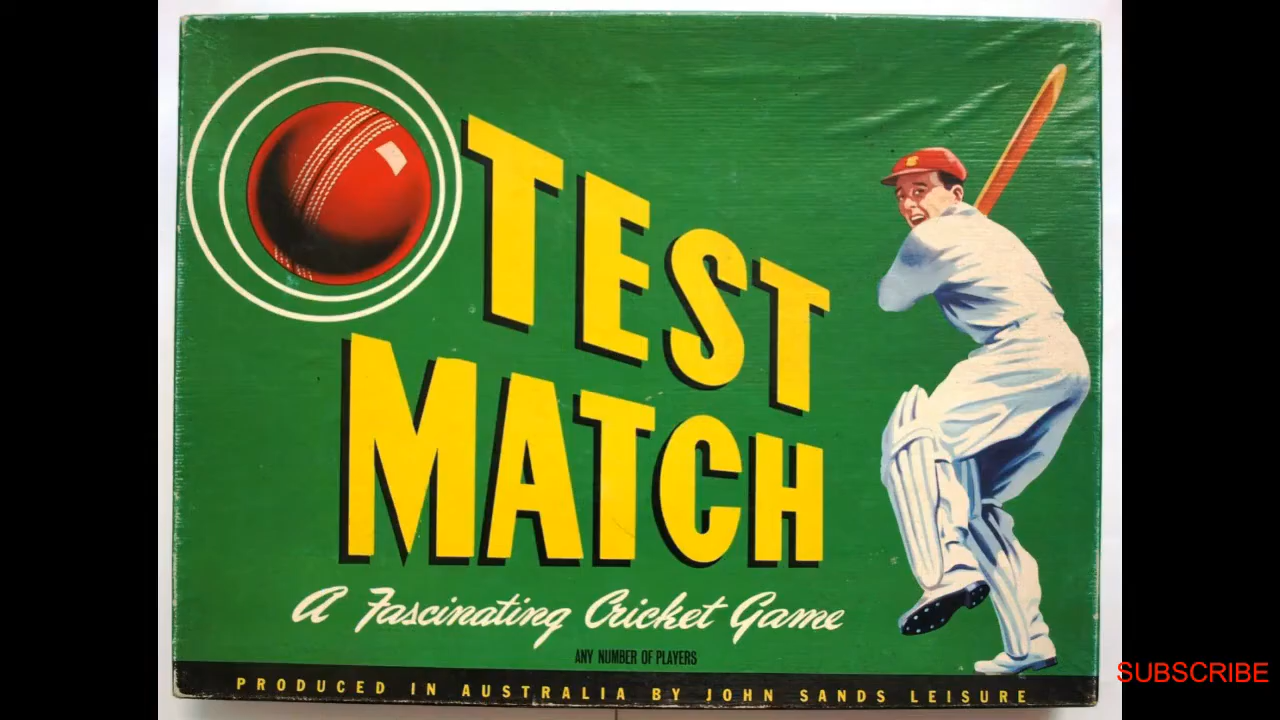 TEST
MATCH
A Fascinating Cricket Game
ANY NUMBER OF PLAYERS
PRODUCED IN AUSTRALIA BY JOHN SANDS LEISURE
SUBSCRIBE